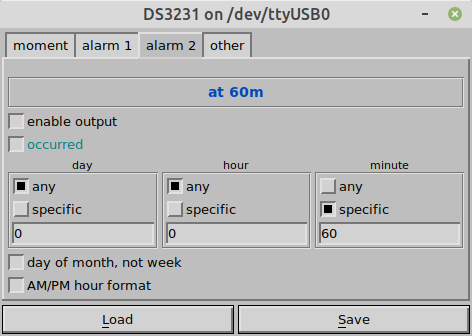 DS3231 on /dev/ttyUSB0
moment alarm 1 alarm 2 other
at 60m
enable output
occurred
day hour minute
any any any
specific specific specific
0 0 60
day of month, not week
AM/PM hour format
Load Save